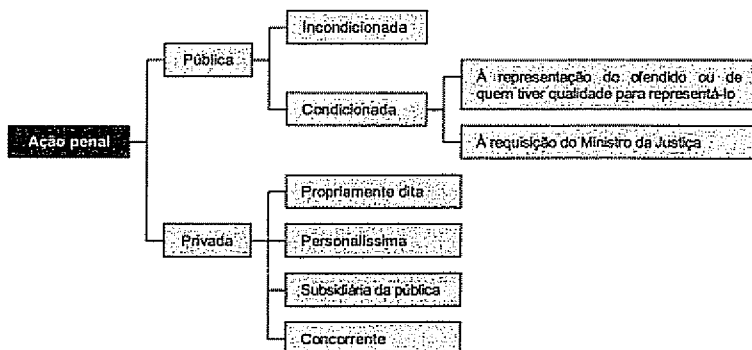 Ação penal
Pública
Incondicionada
Condicionada
À representação do ofendido ou de
quem tiver qualidade para representá-lo
À requisição do Ministro da Justiça
Privada
Propriamente dita
Personalíssima
Subsidiária da pública
Concorrente